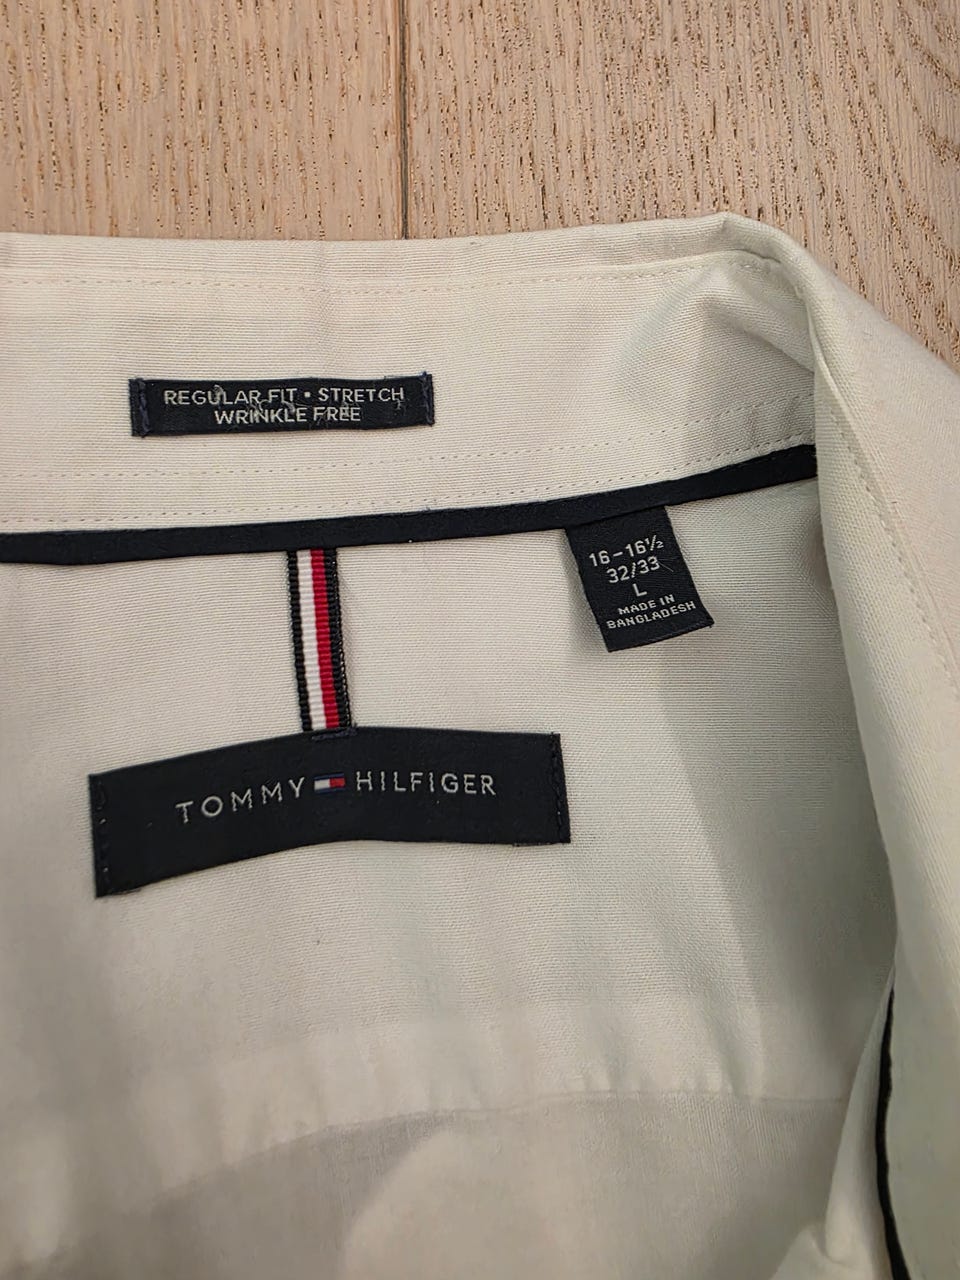 REGULAR FIT • STRETCH
WRINKLE FREE
16-16½
32/33
L
MADE IN
BANGLADESH
TOMMY HILFIGER